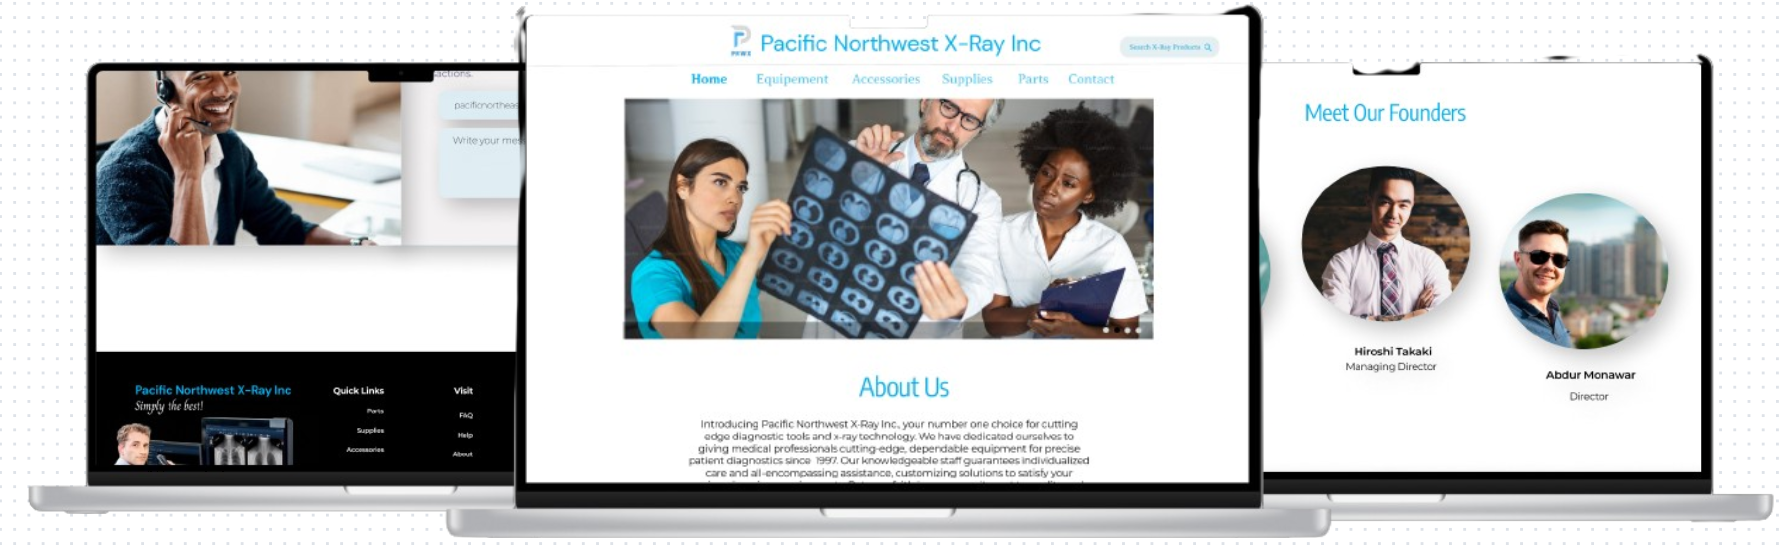 actions.
pacificnortheas
Write your mes
Pacific Northwest X-Ray Inc
Simply the best!
Quick Links
Parts
Supplies
Accessories
Visit
FAQ
Help
About
PNWX
Pacific Northwest X-Ray Inc
Search X-Ray Products
Home Equipement Accessories Supplies Parts Contact
About Us
Introducing Pacific Northwest X-Ray Inc., your number one choice for cutting
edge diagnostic tools and x-ray technology. We have dedicated ourselves to
giving medical professionals cutting-edge, dependable equipment for precise
patient diagnostics since 1997. Our knowledgeable staff guarantees individualized
care and all-encompassing assistance, customizing solutions to satisfy your
Meet Our Founders
Hiroshi Takaki
Managing Director
Abdur Monawar
Director